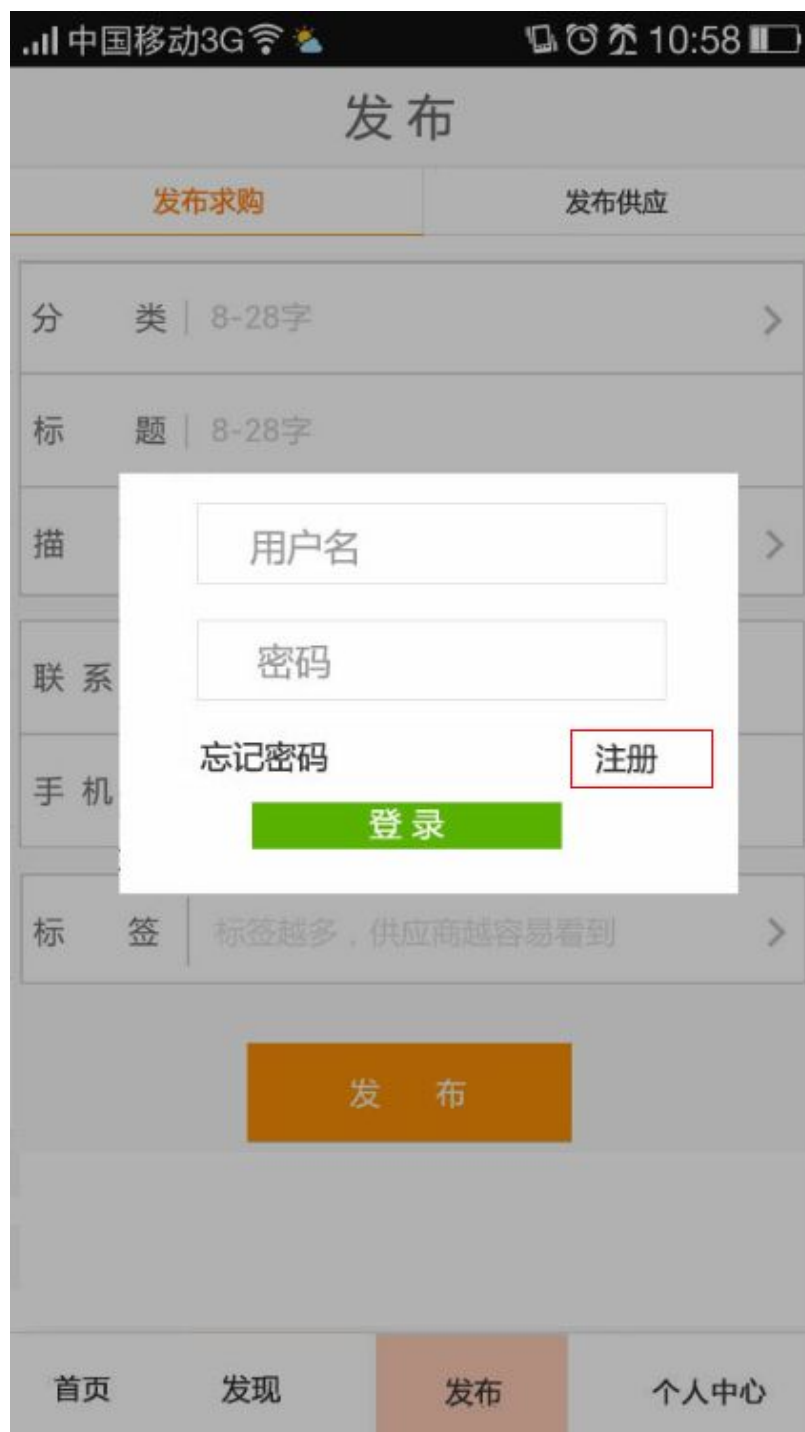 中国移动3G 10:58
发布
发布求购 发布供应
分 类 8-28字
标 题 8-28字
描
用户名
密码
联 系
忘记密码 注册
手 机
登录
标 签 标签越多，供应商越容易看到
发 布
首页 发现 发布 个人中心